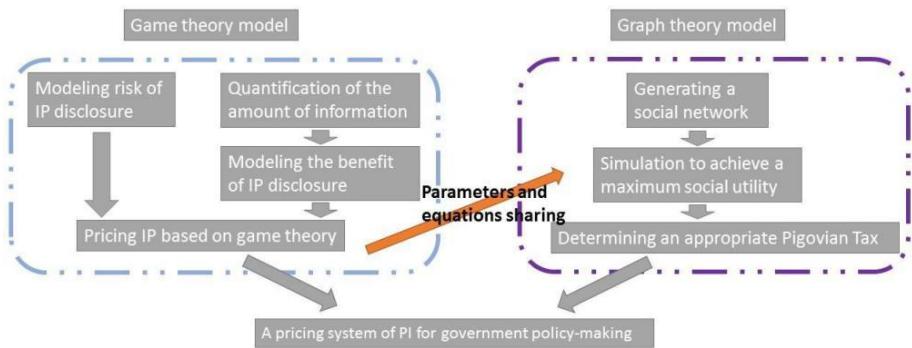 Game theory model
Graph theory model
Modeling risk of
IP disclosure
Quantification of the
amount of information
Modeling the benefit
of IP disclosure
Pricing IP based on game theory
Parameters and
equations sharing
Generating a
social network
Simulation to achieve a
maximum social utility
Determining an appropriate Pigovian Tax
A pricing system of PI for government policy-making